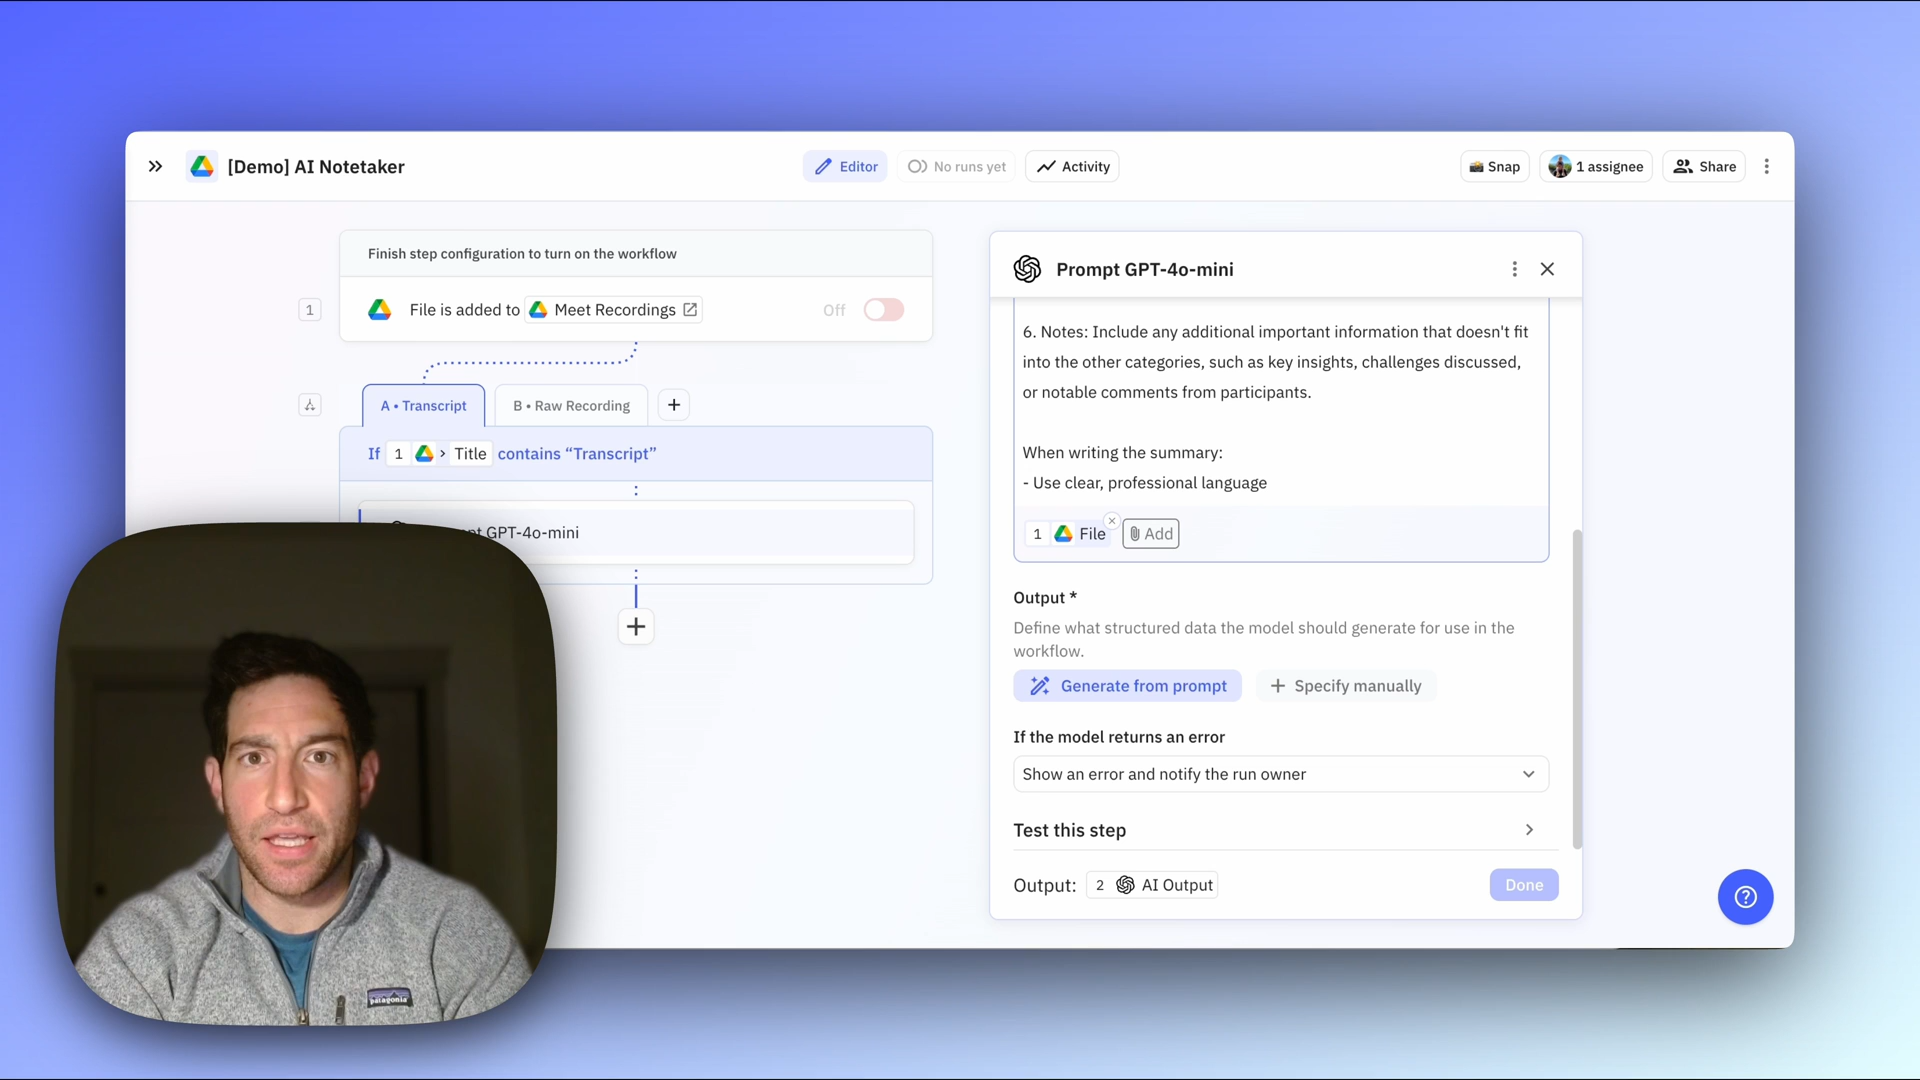 [Demo] AI Notetaker
Editor
No runs yet
Activity
Snap
1 assignee
Share
Finish step configuration to turn on the workflow
1
File is added to Meet Recordings
Off
A • Transcript
B • Raw Recording
If 1 > Title contains “Transcript”
GPT-4o-mini
Prompt GPT-4o-mini
6. Notes: Include any additional important information that doesn't fit
into the other categories, such as key insights, challenges discussed,
or notable comments from participants.
When writing the summary:
- Use clear, professional language
1 File
Add
Output *
Define what structured data the model should generate for use in the
workflow.
Generate from prompt
Specify manually
If the model returns an error
Show an error and notify the run owner
Test this step
Output: 2 AI Output
Done
patagonia